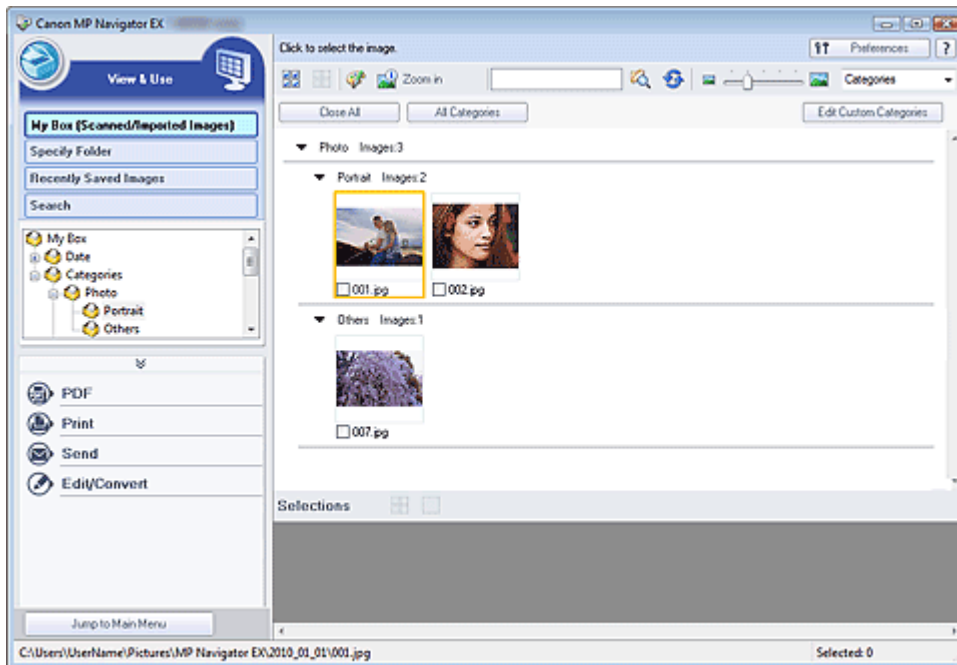 Canon MP Navigator EX
Click to select the image.
Preferences
?
View & Use
Zoom in
Categories
Close All
All Categories
Edit Custom Categories
My Box (Scanned/Imported Images)
Specify Folder
Recently Saved Images
Search
My Box
Date
Categories
Photo
Portrait
Others
PDF
Print
Send
Edit/Convert
Jump to Main Menu
Photo Images:3
Portrait Images:2
001.jpg
002.jpg
Others Images:1
007.jpg
Selections
C:\Users\UserName\Pictures\MP Navigator EX\2010_01_01\001.jpg
Selected: 0